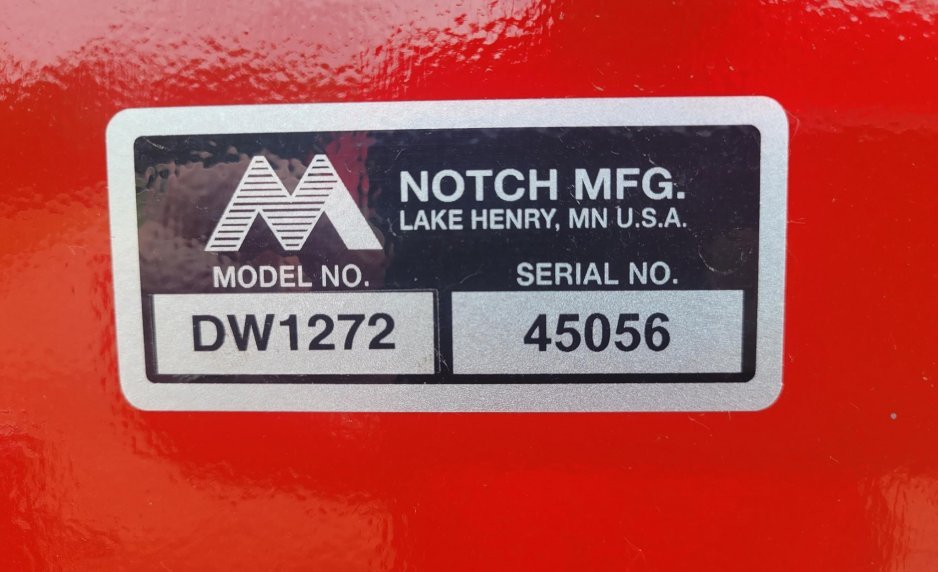 NOTCH MFG.
LAKE HENRY, MN U.S.A.
MODEL NO. SERIAL NO.
DW1272 45056